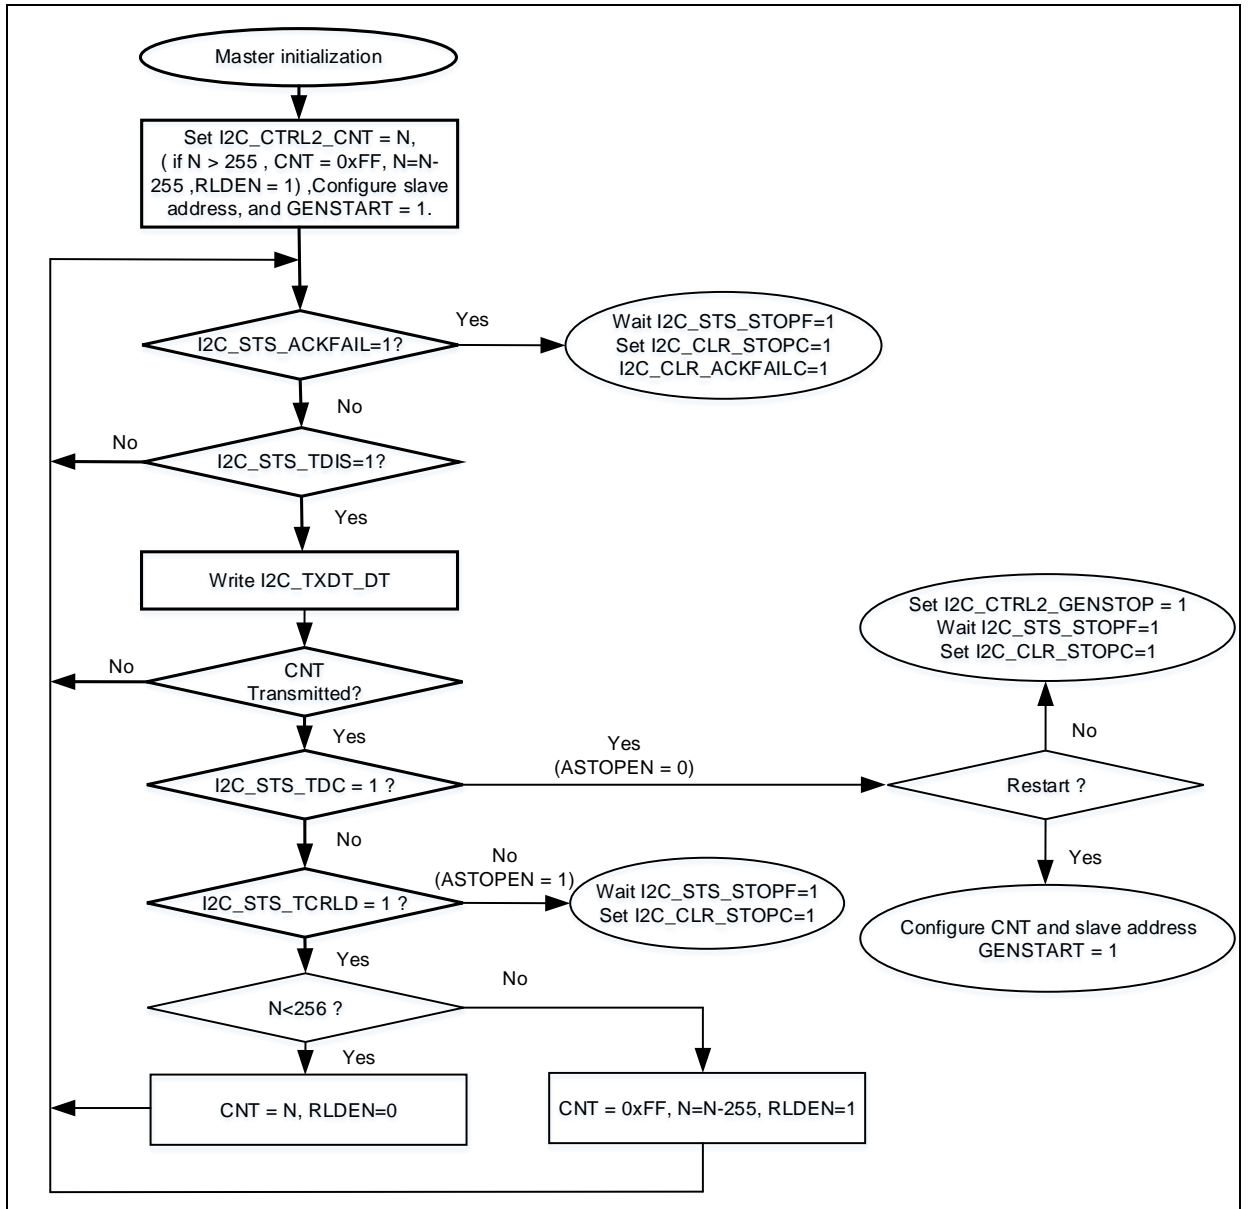 Master initialization
Set I2C_CTRL2_CNT = N,
( if N > 255 , CNT = 0xFF, N=N-
255 ,RLDEN = 1) ,Configure slave
address, and GENSTART = 1.
I2C_STS_ACKFAIL=1?
Yes
Wait I2C_STS_STOPF=1
Set I2C_CLR_STOPC=1
I2C_CLR_ACKFAILC=1
No
No
I2C_STS_TDIS=1?
Yes
Write I2C_TXDT_DT
No
CNT
Transmitted?
Yes
I2C_STS_TDC = 1 ?
Yes
(ASTOPEN = 0)
Set I2C_CTRL2_GENSTOP = 1
Wait I2C_STS_STOPF=1
Set I2C_CLR_STOPC=1
No
Restart ?
Yes
Configure CNT and slave address
GENSTART = 1
No
I2C_STS_TCRLD = 1 ?
No
(ASTOPEN = 1)
Wait I2C_STS_STOPF=1
Set I2C_CLR_STOPC=1
Yes
N<256 ?
No
Yes
CNT = N, RLDEN=0
CNT = 0xFF, N=N-255, RLDEN=1